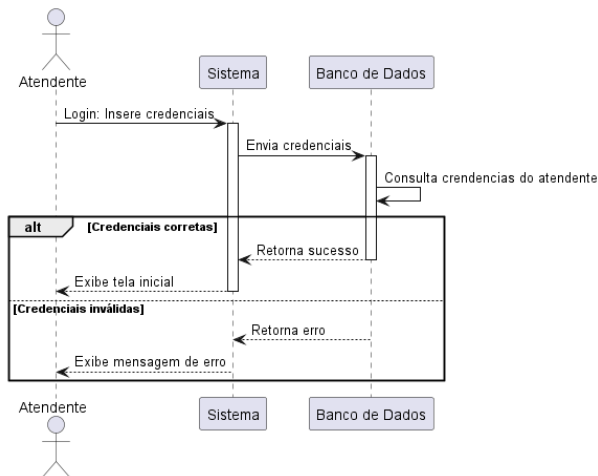 Atendente
Sistema
Banco de Dados
Login: Insere credenciais
Envia credenciais
Consulta crendencias do atendente
alt
[Credenciais corretas]
Retorna sucesso
Exibe tela inicial
[Credenciais inválidas]
Retorna erro
Exibe mensagem de erro
Atendente
Sistema
Banco de Dados